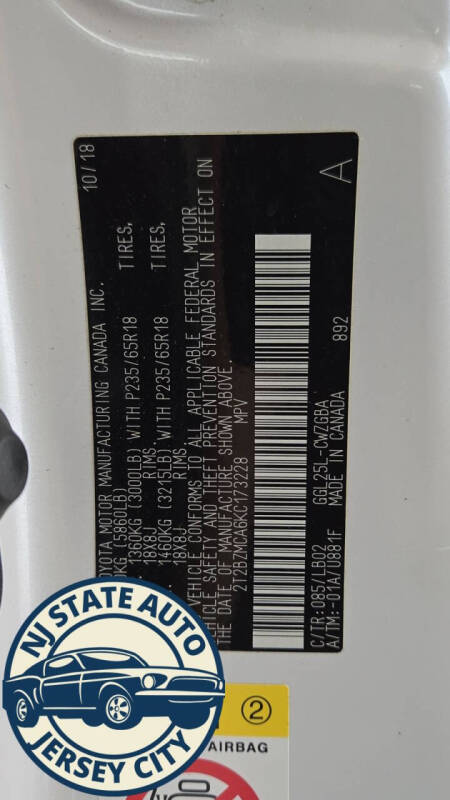 10/18
TOYOTA MOTOR MANUFACTURING CANADA INC.
(5860LB)
1360KG (3000LB) WITH P235/65R18 TIRES,
18X8J RIMS
1460KG (3215LB) WITH P235/65R18 TIRES,
18X8J RIMS
VEHICLE CONFORMS TO ALL APPLICABLE FEDERAL MOTOR
VEHICLE SAFETY AND THEFT PREVENTION STANDARDS IN EFFECT ON
THE DATE OF MANUFACTURE SHOWN ABOVE.
2T2BZMCA6KC173228 MPV
A
C/TR:085/LB02 GGL25L-CWZGBA
A/TM:-01A/U881F MADE IN CANADA 892
NJ STATE AUTO
JERSEY CITY
2
AIRBAG